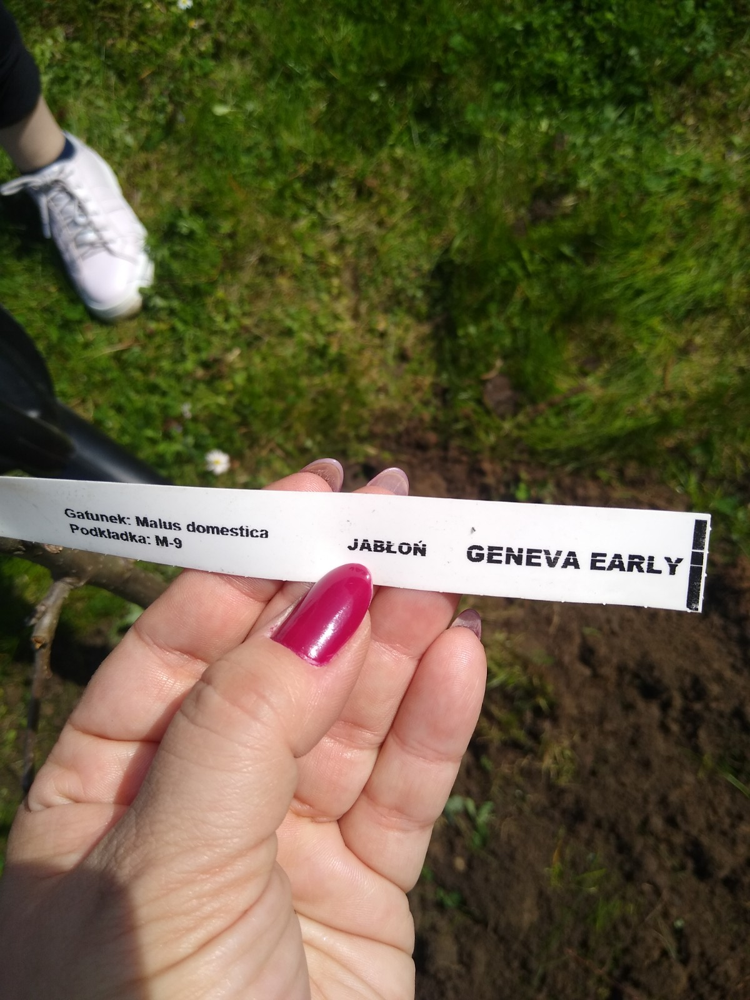 Gatunek: Malus domestica
Podkładka: M-9
JABŁOŃ
GENEVA EARLY